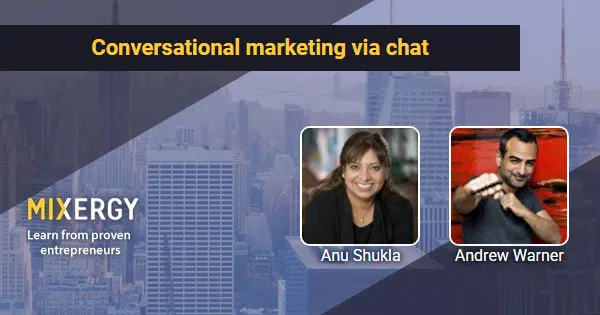 Conversational marketing via chat
MIXERGY
Learn from proven
entrepreneurs
Anu Shukla
Andrew Warner